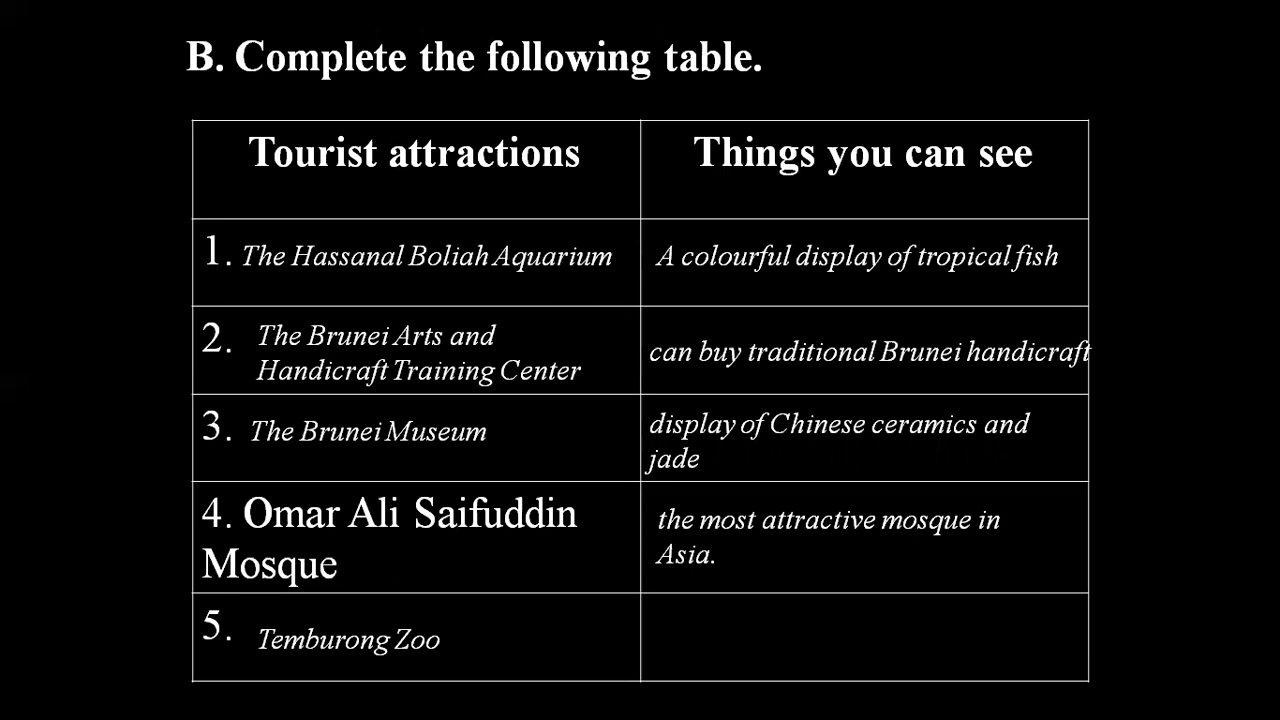 B. Complete the following table.
Tourist attractions
Things you can see
1. The Hassanal Boliah Aquarium
A colourful display of tropical fish
2. The Brunei Arts and
Handicraft Training Center
can buy traditional Brunei handicraft
3. The Brunei Museum
display of Chinese ceramics and
jade
4. Omar Ali Saifuddin
Mosque
the most attractive mosque in
Asia.
5. Temburong Zoo